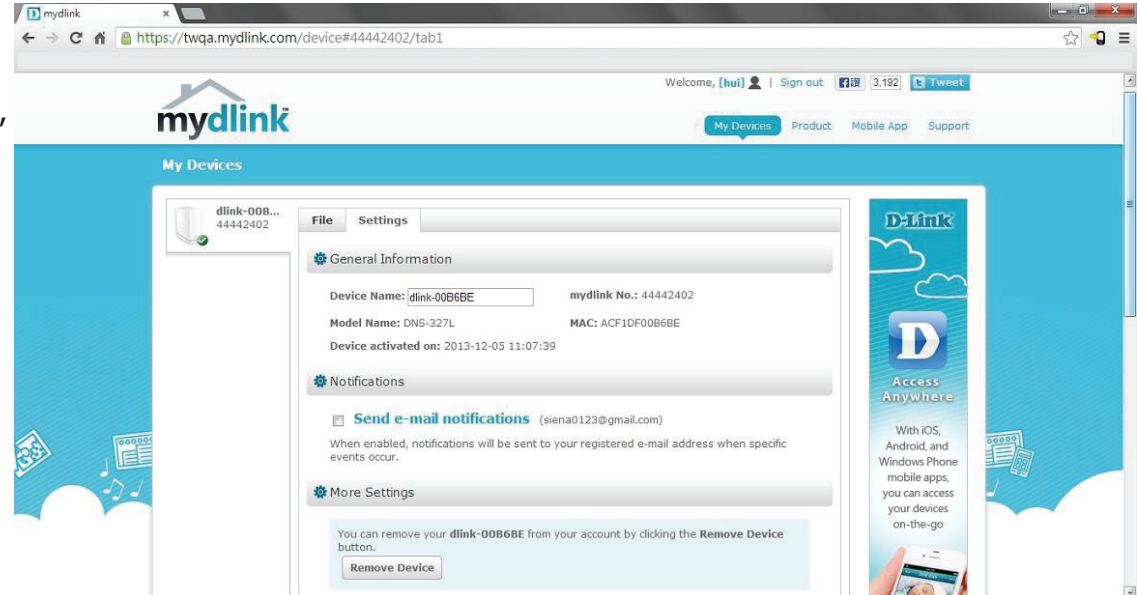 mydlink
https://twqa.mydlink.com/device#44442402/tab1
Welcome, [hui] | Sign out 讚 3,192 Tweet
mydlink
My Devices Product Mobile App Support
My Devices
dlink-00B...
44442402
File Settings
General Information
Device Name: dlink-00B6BE mydlink No.: 44442402
Model Name: DNS-327L MAC: ACF1DF00B6BE
Device activated on: 2013-12-05 11:07:39
Notifications
Send e-mail notifications (siena0123@gmail.com)
When enabled, notifications will be sent to your registered e-mail address when specific
events occur.
More Settings
You can remove your dlink-00B6BE from your account by clicking the Remove Device
button.
Remove Device
D-Link
D
Access
Anywhere
With iOS,
Android, and
Windows Phone
mobile apps,
you can access
your devices
on-the-go